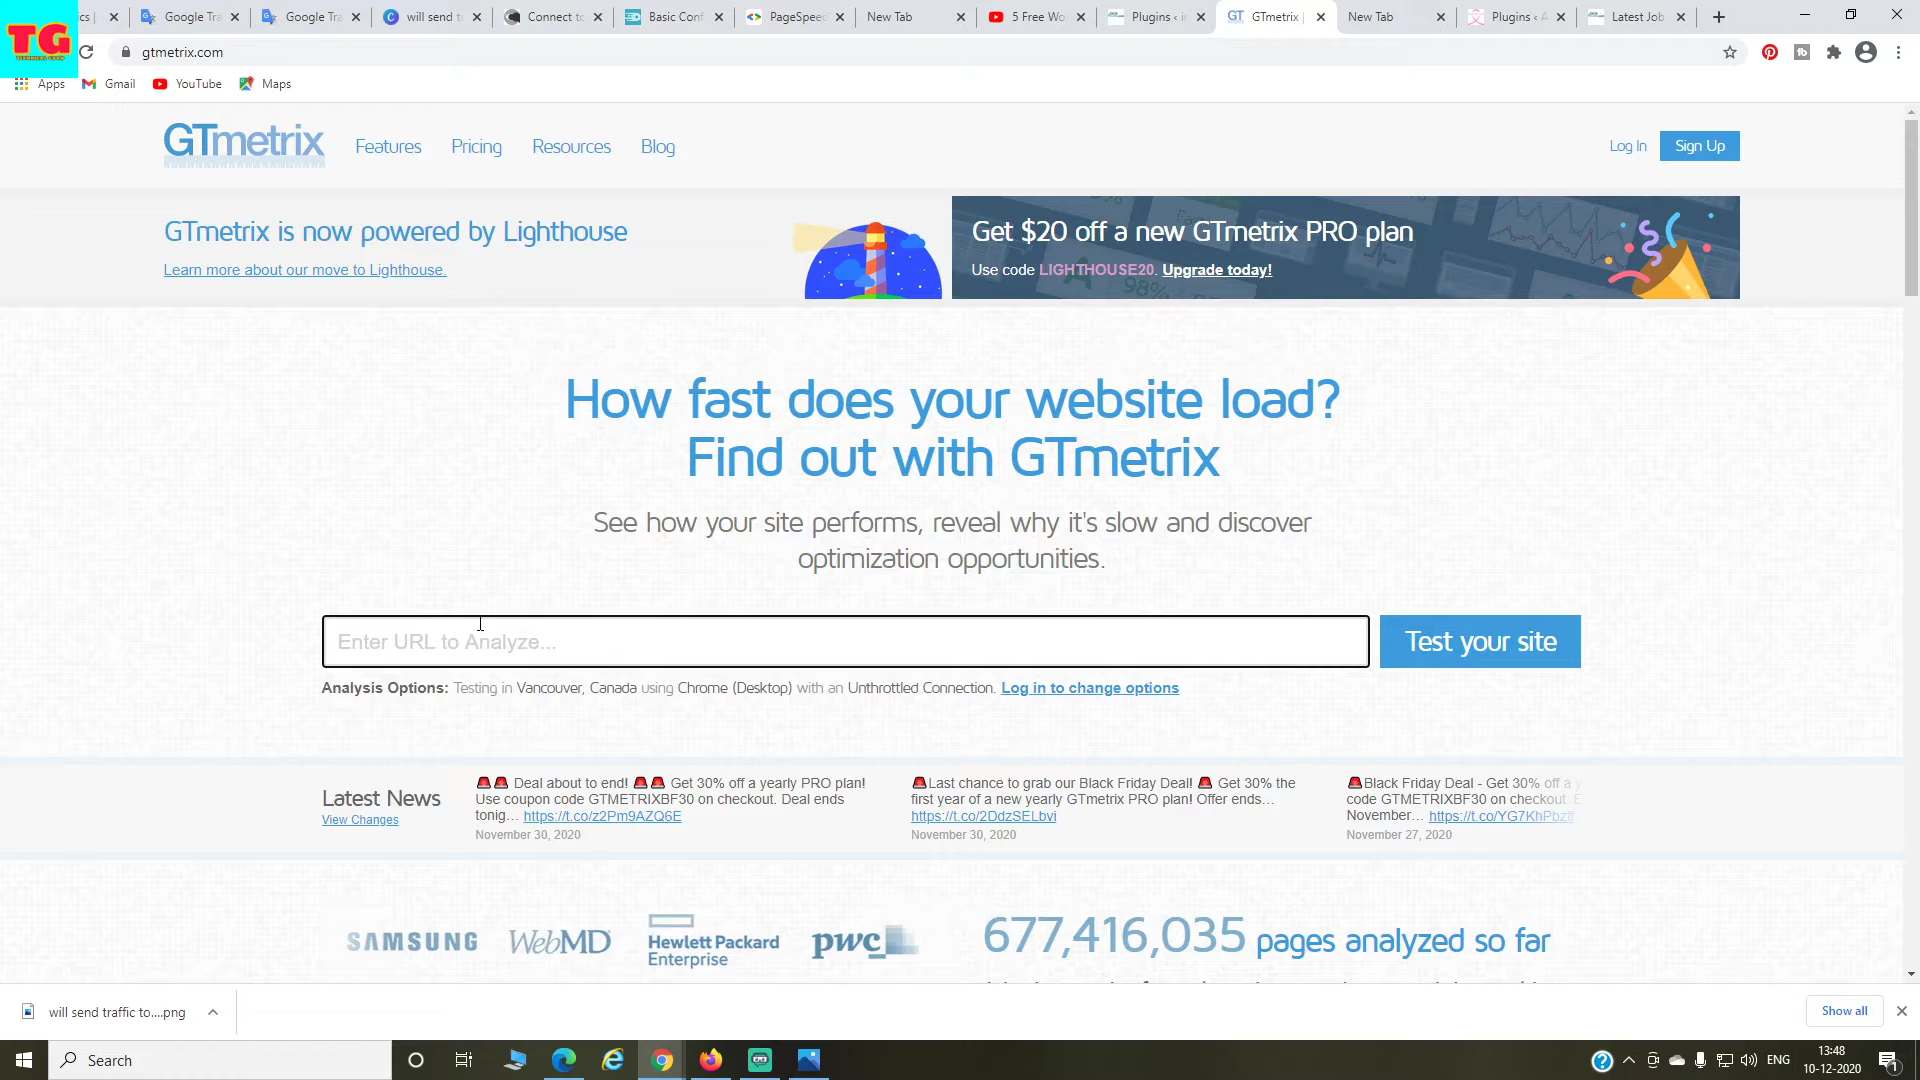 ics
Google Tra
Google Tra
will send t
Connect to
Basic Conf
PageSpeed
New Tab
5 Free Wo
Plugins ‹ in
GTmetrix |
New Tab
Plugins ‹ A
Latest Job
TG
gtmetrix.com
Apps
Gmail
YouTube
Maps
GTmetrix
Features
Pricing
Resources
Blog
Log In
Sign Up
GTmetrix is now powered by Lighthouse
Learn more about our move to Lighthouse.
Get $20 off a new GTmetrix PRO plan
Use code LIGHTHOUSE20. Upgrade today!
How fast does your website load?
Find out with GTmetrix
See how your site performs, reveal why it's slow and discover
optimization opportunities.
Enter URL to Analyze...
Test your site
Analysis Options: Testing in Vancouver, Canada using Chrome (Desktop) with an Unthrottled Connection. Log in to change options
Latest News
View Changes
🚨🚨 Deal about to end! 🚨🚨 Get 30% off a yearly PRO plan!
Use coupon code GTMETRIXBF30 on checkout. Deal ends
tonig… https://t.co/z2Pm9AZQ6E
November 30, 2020
🚨Last chance to grab our Black Friday Deal! 🚨 Get 30% the
first year of a new yearly GTmetrix PRO plan! Offer ends…
https://t.co/2DdzSELbvi
November 30, 2020
🚨Black Friday Deal - Get 30% off a y
code GTMETRIXBF30 on checkout. E
November… https://t.co/YG7KhPbzf
November 27, 2020
SAMSUNG
WebMD
Hewlett Packard
Enterprise
pwc
677,416,035 pages analyzed so far
will send traffic to....png
Show all
Search
ENG
13:48
10-12-2020
1